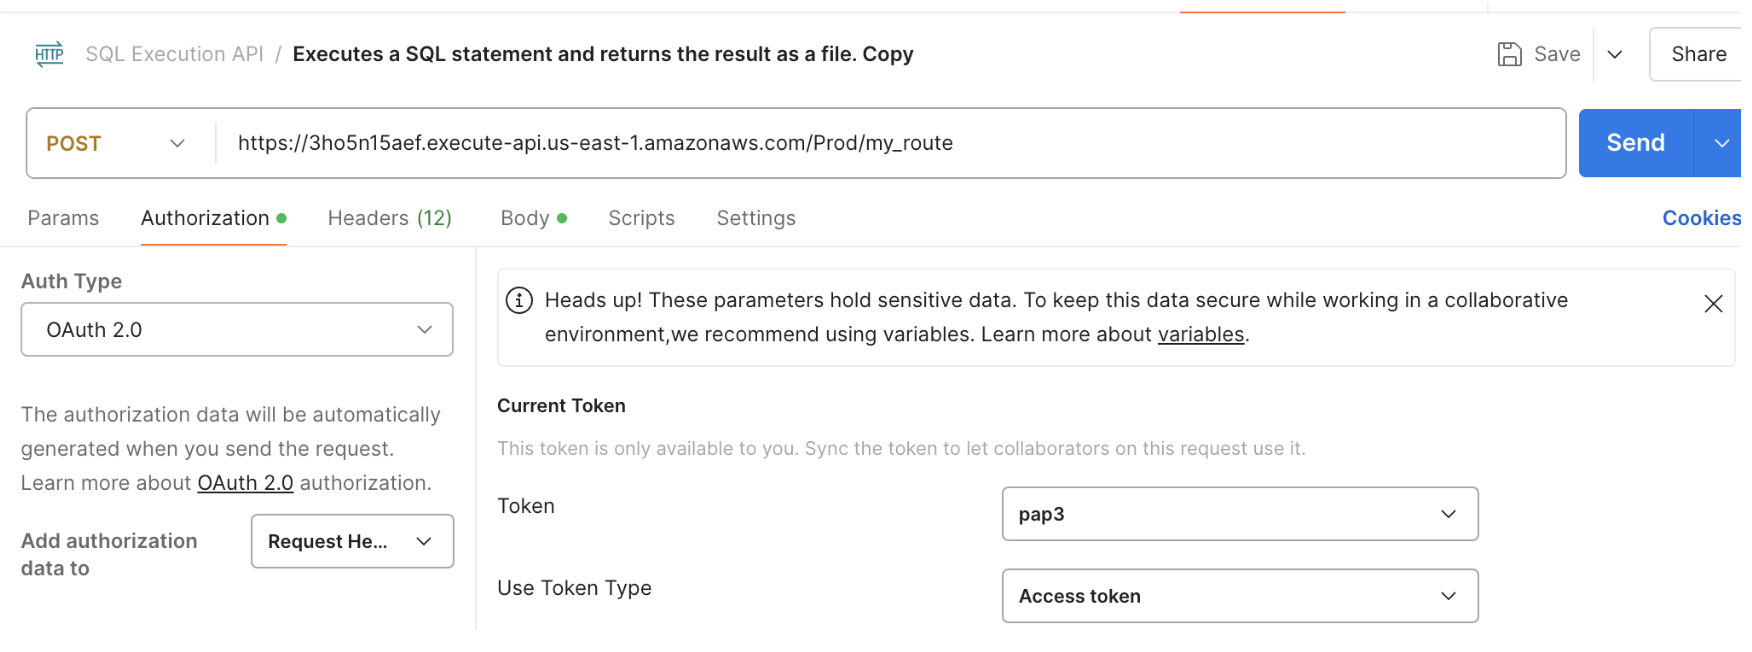 HTTP SQL Execution API / Executes a SQL statement and returns the result as a file. Copy Save Share
POST https://3ho5n15aef.execute-api.us-east-1.amazonaws.com/Prod/my_route Send
Params Authorization Headers (12) Body Scripts Settings Cookies
Auth Type
OAuth 2.0
The authorization data will be automatically
generated when you send the request.
Learn more about OAuth 2.0 authorization.
Add authorization
data to
Request He...
Heads up! These parameters hold sensitive data. To keep this data secure while working in a collaborative
environment,we recommend using variables. Learn more about variables.
Current Token
This token is only available to you. Sync the token to let collaborators on this request use it.
Token pap3
Use Token Type Access token